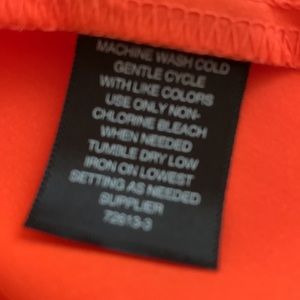 MACHINE WASH COLD
GENTLE CYCLE
WITH LIKE COLORS
USE ONLY NON-
CHLORINE BLEACH
WHEN NEEDED
TUMBLE DRY LOW
IRON ON LOWEST
SETTING AS NEEDED
SUPPLIER
72613-3